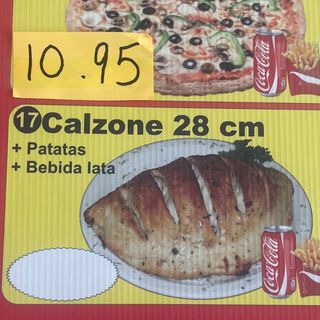 10.95
Coca-Cola
17 Calzone 28 cm
+ Patatas
+ Bebida lata
Coca-Cola